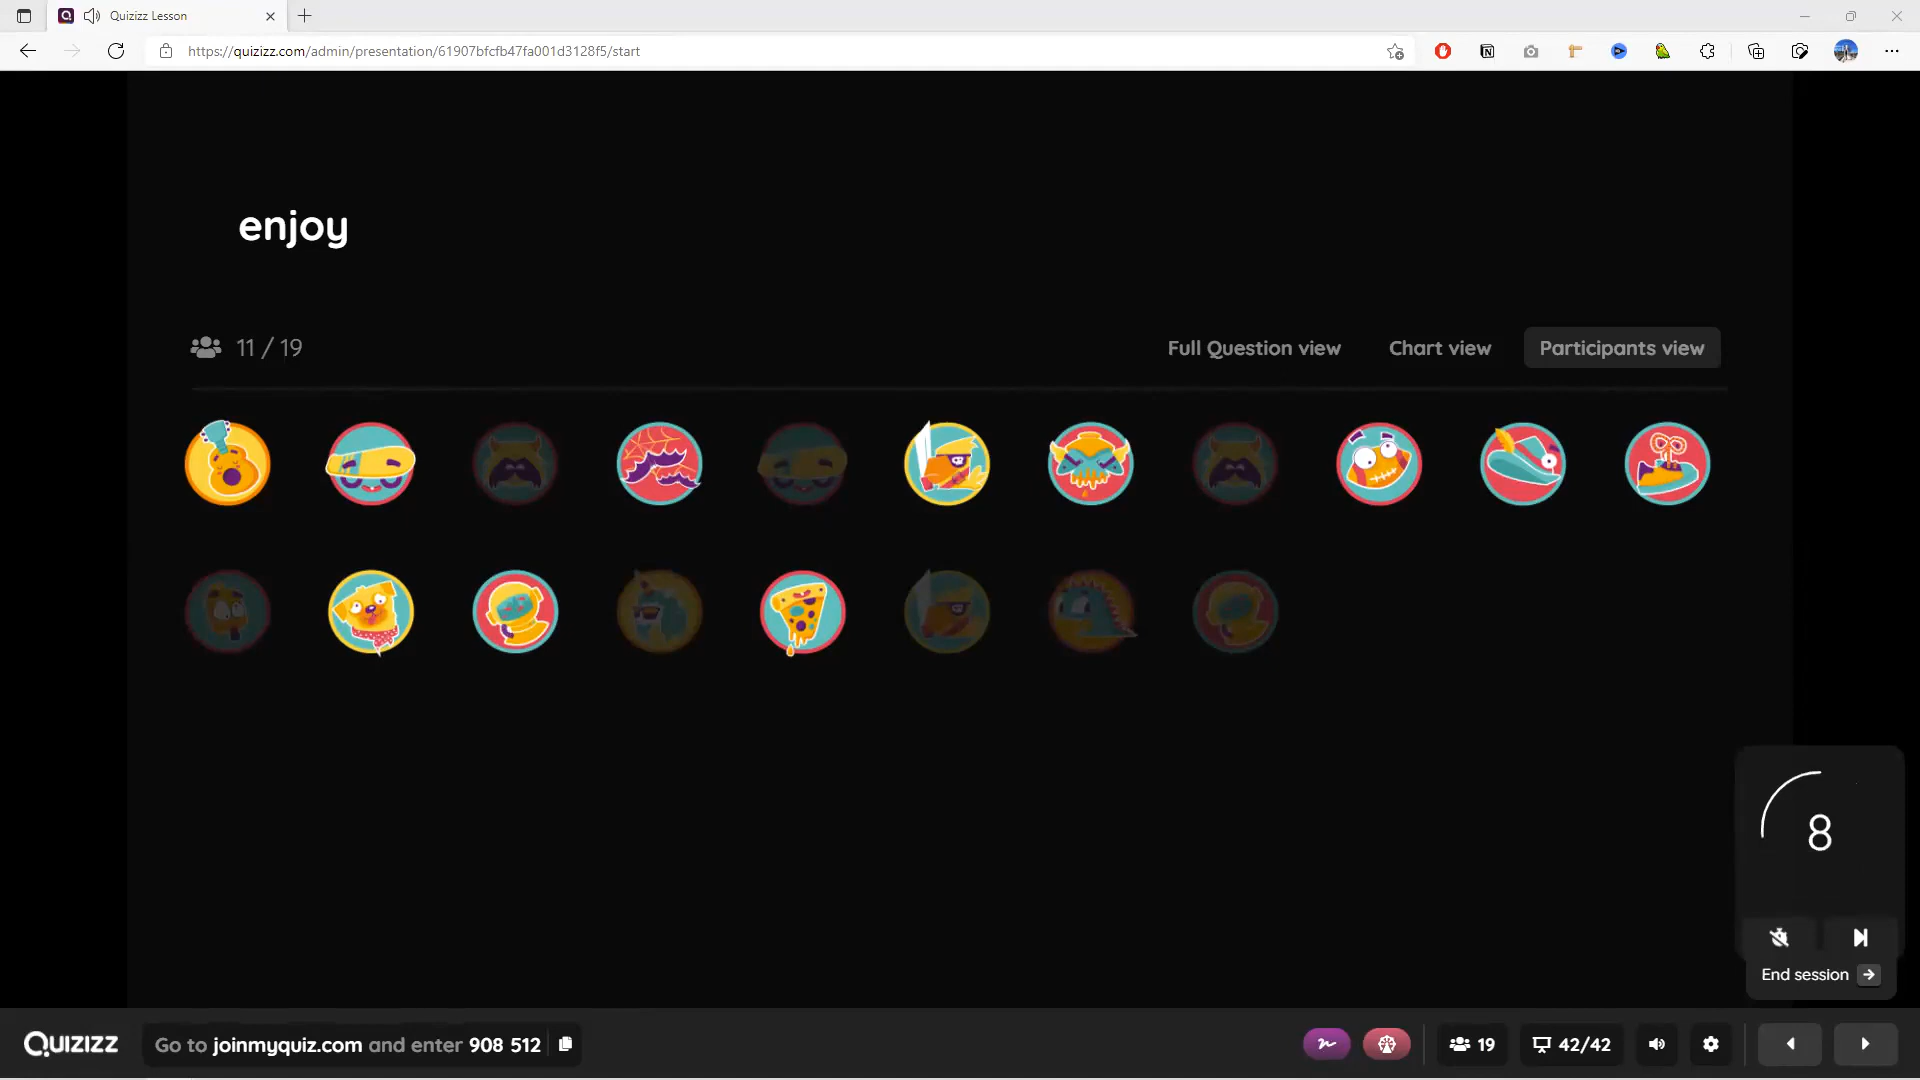 Quizizz Lesson
https://quizizz.com/admin/presentation/61907bfcfb47fa001d3128f5/start
enjoy
11 / 19
Full Question view
Chart view
Participants view
8
End session
QUIZIZZ
Go to joinmyquiz.com and enter 908 512
19
42/42